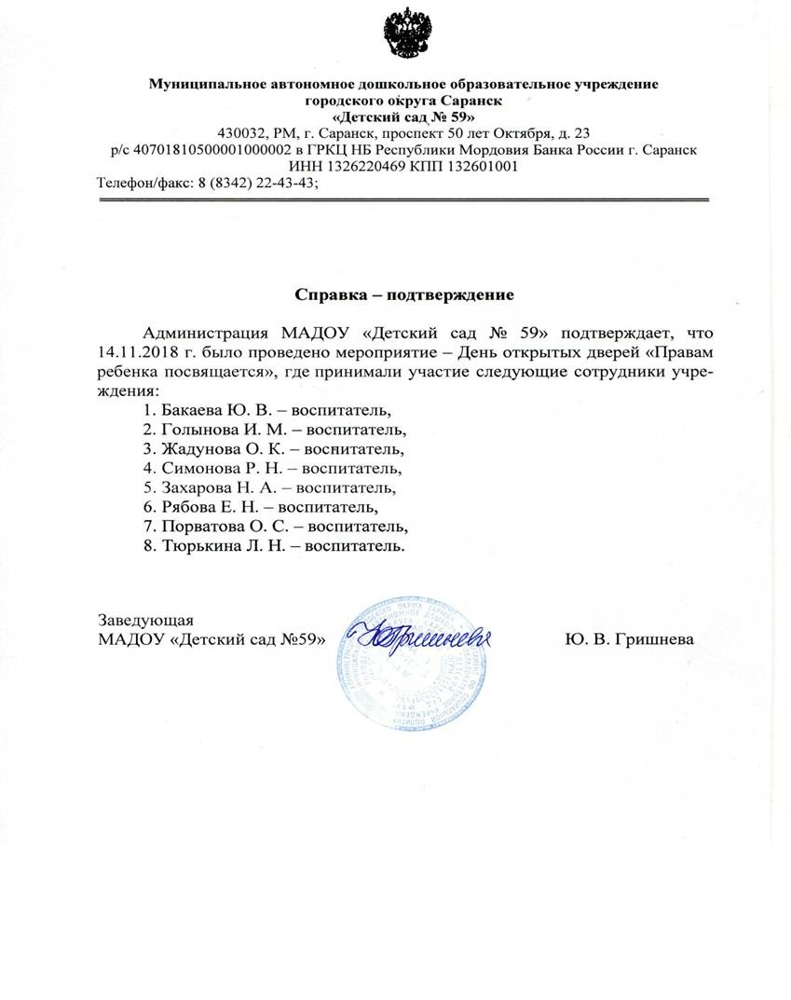 Муниципальное автономное дошкольное образовательное учреждение
городского округа Саранск
«Детский сад № 59»
430032, РМ, г. Саранск, проспект 50 лет Октября, д. 23
р/с 40701810500001000002 в ГРКЦ НБ Республики Мордовия Банка России г. Саранск
ИНН 1326220469 КПП 132601001
Телефон/факс: 8 (8342) 22-43-43;
Справка – подтверждение
Администрация МАДОУ «Детский сад № 59» подтверждает, что
14.11.2018 г. было проведено мероприятие – День открытых дверей «Правам
ребенка посвящается», где принимали участие следующие сотрудники учре-
ждения:
1. Бакаева Ю. В. – воспитатель,
2. Голынова И. М. – воспитатель,
3. Жадунова О. К. – воспитатель,
4. Симонова Р. Н. – воспитатель,
5. Захарова Н. А. – воспитатель,
6. Рябова Е. Н. – воспитатель,
7. Порватова О. С. – воспитатель,
8. Тюрькина Л. Н. – воспитатель.
Заведующая
МАДОУ «Детский сад №59» Ю. В. Гришнева